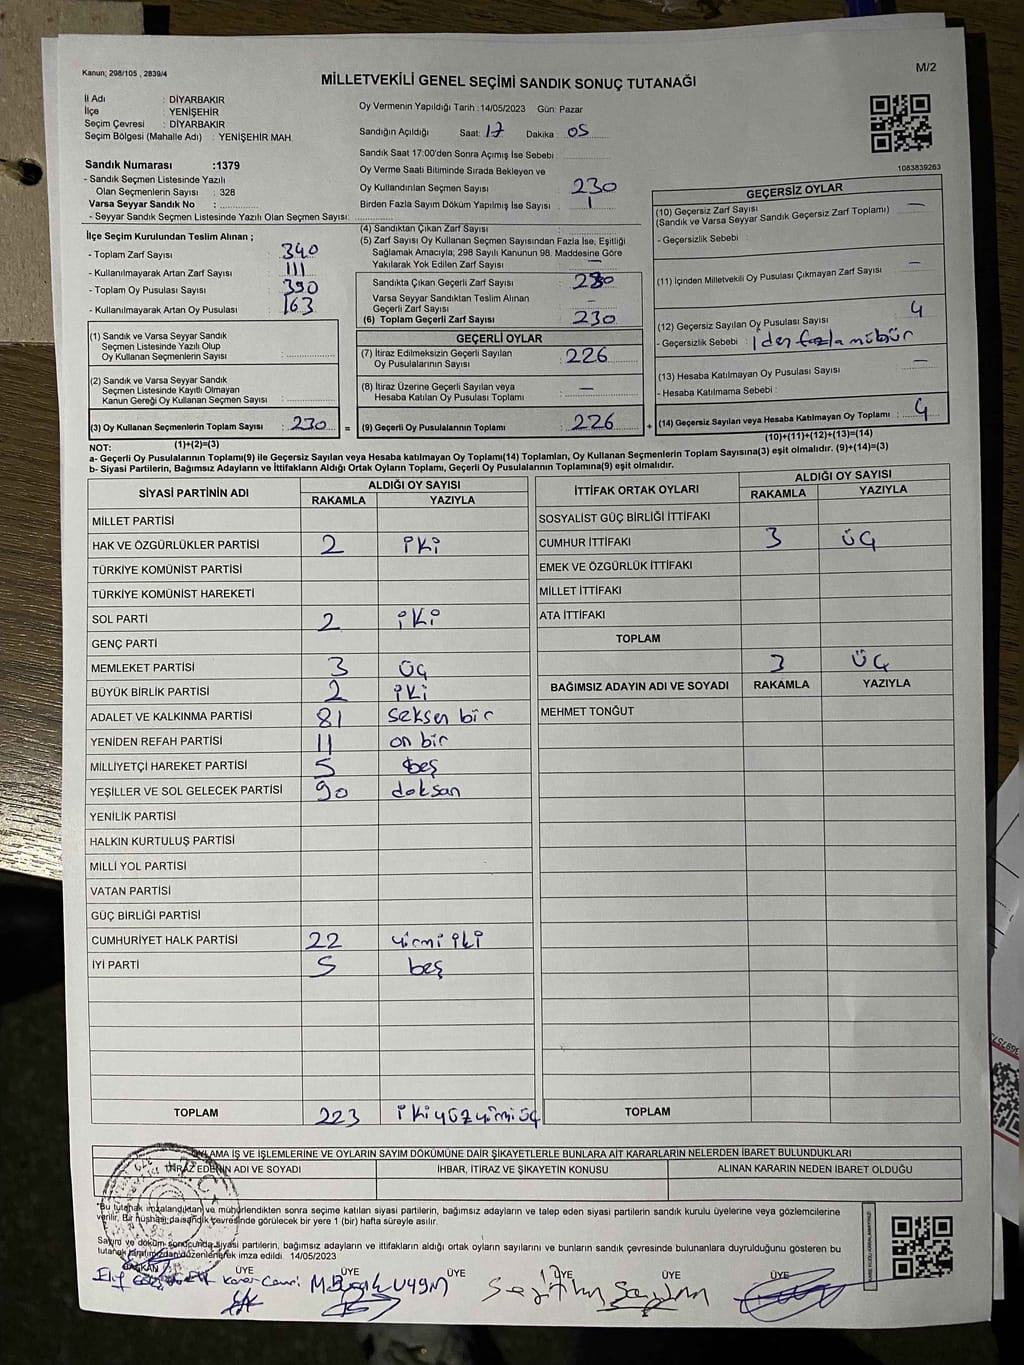 Kanun; 298/105 , 2839/4
M/2
MİLLETVEKİLİ GENEL SEÇİMİ SANDIK SONUÇ TUTANAĞI
İl Adı : DİYARBAKIR
İlçe : YENİŞEHİR
Seçim Çevresi : DİYARBAKIR
Seçim Bölgesi (Mahalle Adı) : YENİŞEHİR MAH.
Sandık Numarası :1379
- Sandık Seçmen Listesinde Yazılı
Olan Seçmenlerin Sayısı : 328
Varsa Seyyar Sandık No :
- Seyyar Sandık Seçmen Listesinde Yazılı Olan Seçmen Sayısı:
Oy Vermenin Yapıldığı Tarih :14/05/2023 Gün: Pazar
Sandığın Açıldığı Saat: 17 Dakika : 05
Sandık Saat 17:00'den Sonra Açımış İse Sebebi :
Oy Verme Saati Bitiminde Sırada Bekleyen ve
Oy Kullandırılan Seçmen Sayısı 230
Birden Fazla Sayım Döküm Yapılmış İse Sayısı : 1
1083839263
İlçe Seçim Kurulundan Teslim Alınan ;
- Toplam Zarf Sayısı : 340
- Kullanılmayarak Artan Zarf Sayısı : 111
- Toplam Oy Pusulası Sayısı : 390
- Kullanılmayarak Artan Oy Pusulası : 163
(1) Sandık ve Varsa Seyyar Sandık
Seçmen Listesinde Yazılı Olup
Oy Kullanan Seçmenlerin Sayısı :
(2) Sandık ve Varsa Seyyar Sandık
Seçmen Listesinde Kayıtlı Olmayan
Kanun Gereği Oy Kullanan Seçmen Sayısı :
(3) Oy Kullanan Seçmenlerin Toplam Sayısı : 230 =
(4) Sandıktan Çıkan Zarf Sayısı :
(5) Zarf Sayısı Oy Kullanan Seçmen Sayısından Fazla İse, Eşitliği
Sağlamak Amacıyla, 298 Sayılı Kanunun 98. Maddesine Göre
Yakılarak Yok Edilen Zarf Sayısı : —
Sandıkta Çıkan Geçerli Zarf Sayısı : 230
Varsa Seyyar Sandıktan Teslim Alınan
Geçerli Zarf Sayısı : –
(6) Toplam Geçerli Zarf Sayısı : 230
GEÇERLİ OYLAR
(7) İtiraz Edilmeksizin Geçerli Sayılan
Oy Pusulalarının Sayısı : 226
(8) İtiraz Üzerine Geçerli Sayılan veya
Hesaba Katılan Oy Pusulası Toplamı : —
(9) Geçerli Oy Pusulalarının Toplamı : 226 +
GEÇERSİZ OYLAR
(10) Geçersiz Zarf Sayısı : —
(Sandık ve Varsa Seyyar Sandık Geçersiz Zarf Toplamı)
- Geçersizlik Sebebi :
(11) İçinden Milletvekili Oy Pusulası Çıkmayan Zarf Sayısı : –
(12) Geçersiz Sayılan Oy Pusulası Sayısı : 4
- Geçersizlik Sebebi : 1 den fazla mühür
(13) Hesaba Katılmayan Oy Pusulası Sayısı : —
- Hesaba Katılmama Sebebi :
(14) Geçersiz Sayılan veya Hesaba Katılmayan Oy Toplamı : 4
(10)+(11)+(12)+(13)=(14)
NOT: (1)+(2)=(3)
a- Geçerli Oy Pusulalarının Toplamı(9) ile Geçersiz Sayılan veya Hesaba katılmayan Oy Toplamı(14) Toplamları, Oy Kullanan Seçmenlerin Toplam Sayısına(3) eşit olmalıdır. (9)+(14)=(3)
b- Siyasi Partilerin, Bağımsız Adayların ve İttifakların Aldığı Ortak Oyların Toplamı, Geçerli Oy Pusulalarının Toplamına(9) eşit olmalıdır.
SİYASİ PARTİNİN ADI ALDIĞI OY SAYISI
RAKAMLA YAZIYLA
MİLLET PARTİSİ
HAK VE ÖZGÜRLÜKLER PARTİSİ 2 iki
TÜRKİYE KOMÜNİST PARTİSİ
TÜRKİYE KOMÜNİST HAREKETİ
SOL PARTİ 2 iki
GENÇ PARTİ
MEMLEKET PARTİSİ 3 üç
BÜYÜK BİRLİK PARTİSİ 2 iki
ADALET VE KALKINMA PARTİSİ 81 seksen bir
YENİDEN REFAH PARTİSİ 11 on bir
MİLLİYETÇİ HAREKET PARTİSİ 5 beş
YEŞİLLER VE SOL GELECEK PARTİSİ 90 doksan
YENİLİK PARTİSİ
HALKIN KURTULUŞ PARTİSİ
MİLLİ YOL PARTİSİ
VATAN PARTİSİ
GÜÇ BİRLİĞİ PARTİSİ
CUMHURİYET HALK PARTİSİ 22 yirmi iki
İYİ PARTİ 5 beş
TOPLAM 223 iki yüz yirmi üç
İTTİFAK ORTAK OYLARI ALDIĞI OY SAYISI
RAKAMLA YAZIYLA
SOSYALİST GÜÇ BİRLİĞİ İTTİFAKI
CUMHUR İTTİFAKI 3 üç
EMEK VE ÖZGÜRLÜK İTTİFAKI
MİLLET İTTİFAKI
ATA İTTİFAKI
TOPLAM
3 üç
BAĞIMSIZ ADAYIN ADI VE SOYADI RAKAMLA YAZIYLA
MEHMET TONĞUT
TOPLAM
OYLAMA İŞ VE İŞLEMLERİNE VE OYLARIN SAYIM DÖKÜMÜNE DAİR ŞİKAYETLERLE BUNLARA AİT KARARLARIN NELERDEN İBARET BULUNDUKLARI
İTİRAZ EDENİN ADI VE SOYADI İHBAR, İTİRAZ VE ŞİKAYETİN KONUSU ALINAN KARARIN NEDEN İBARET OLDUĞU
*Bu tutanak imzalandıktan ve mühürlendikten sonra seçime katılan siyasi partilerin, bağımsız adayların ve talep eden siyasi partilerin sandık kurulu üyelerine veya gözlemcilerine
verilir. Bir nüshası da sandık çevresinde görülecek bir yere 1 (bir) hafta süreyle asılır.
Sayım ve döküm sonucunda siyasi partilerin, bağımsız adayların ve ittifakların aldığı ortak oyların sayılarını ve bunların sandık çevresinde bulunanlara duyrulduğunu gösteren bu
tutanak tarafımızdan düzenlenerek imza edildi. 14/05/2023
BAŞKAN ÜYE ÜYE ÜYE ÜYE ÜYE ÜYE